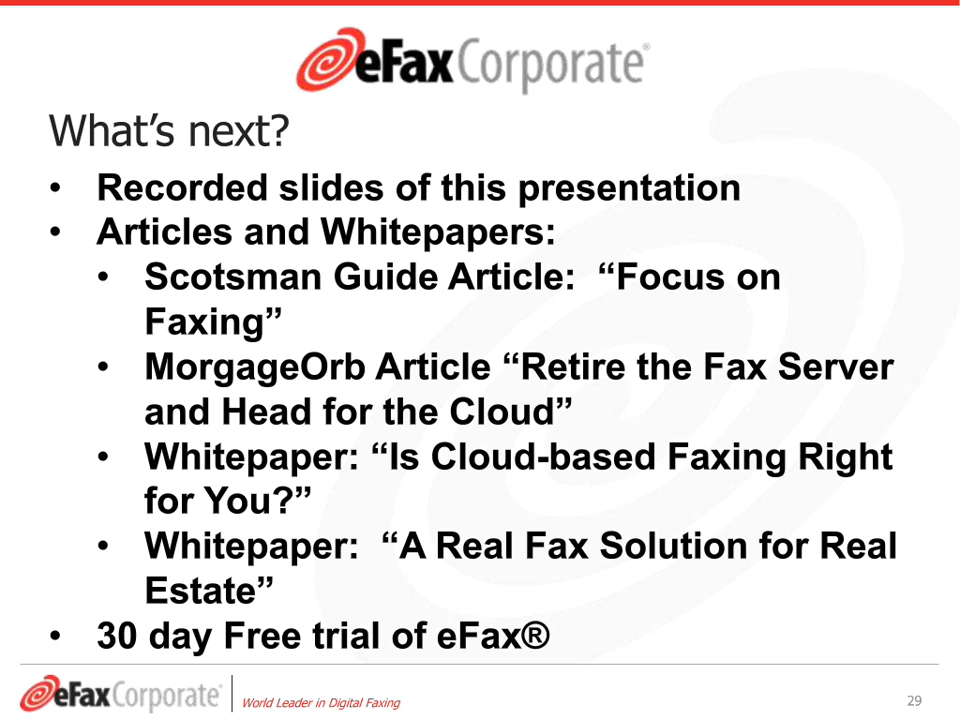 eFax Corporate®
What’s next?
• Recorded slides of this presentation
• Articles and Whitepapers:
• Scotsman Guide Article:  “Focus on
Faxing”
• MorgageOrb Article “Retire the Fax Server
and Head for the Cloud”
• Whitepaper: “Is Cloud-based Faxing Right
for You?”
• Whitepaper:  “A Real Fax Solution for Real
Estate”
• 30 day Free trial of eFax®
eFax Corporate® World Leader in Digital Faxing 29